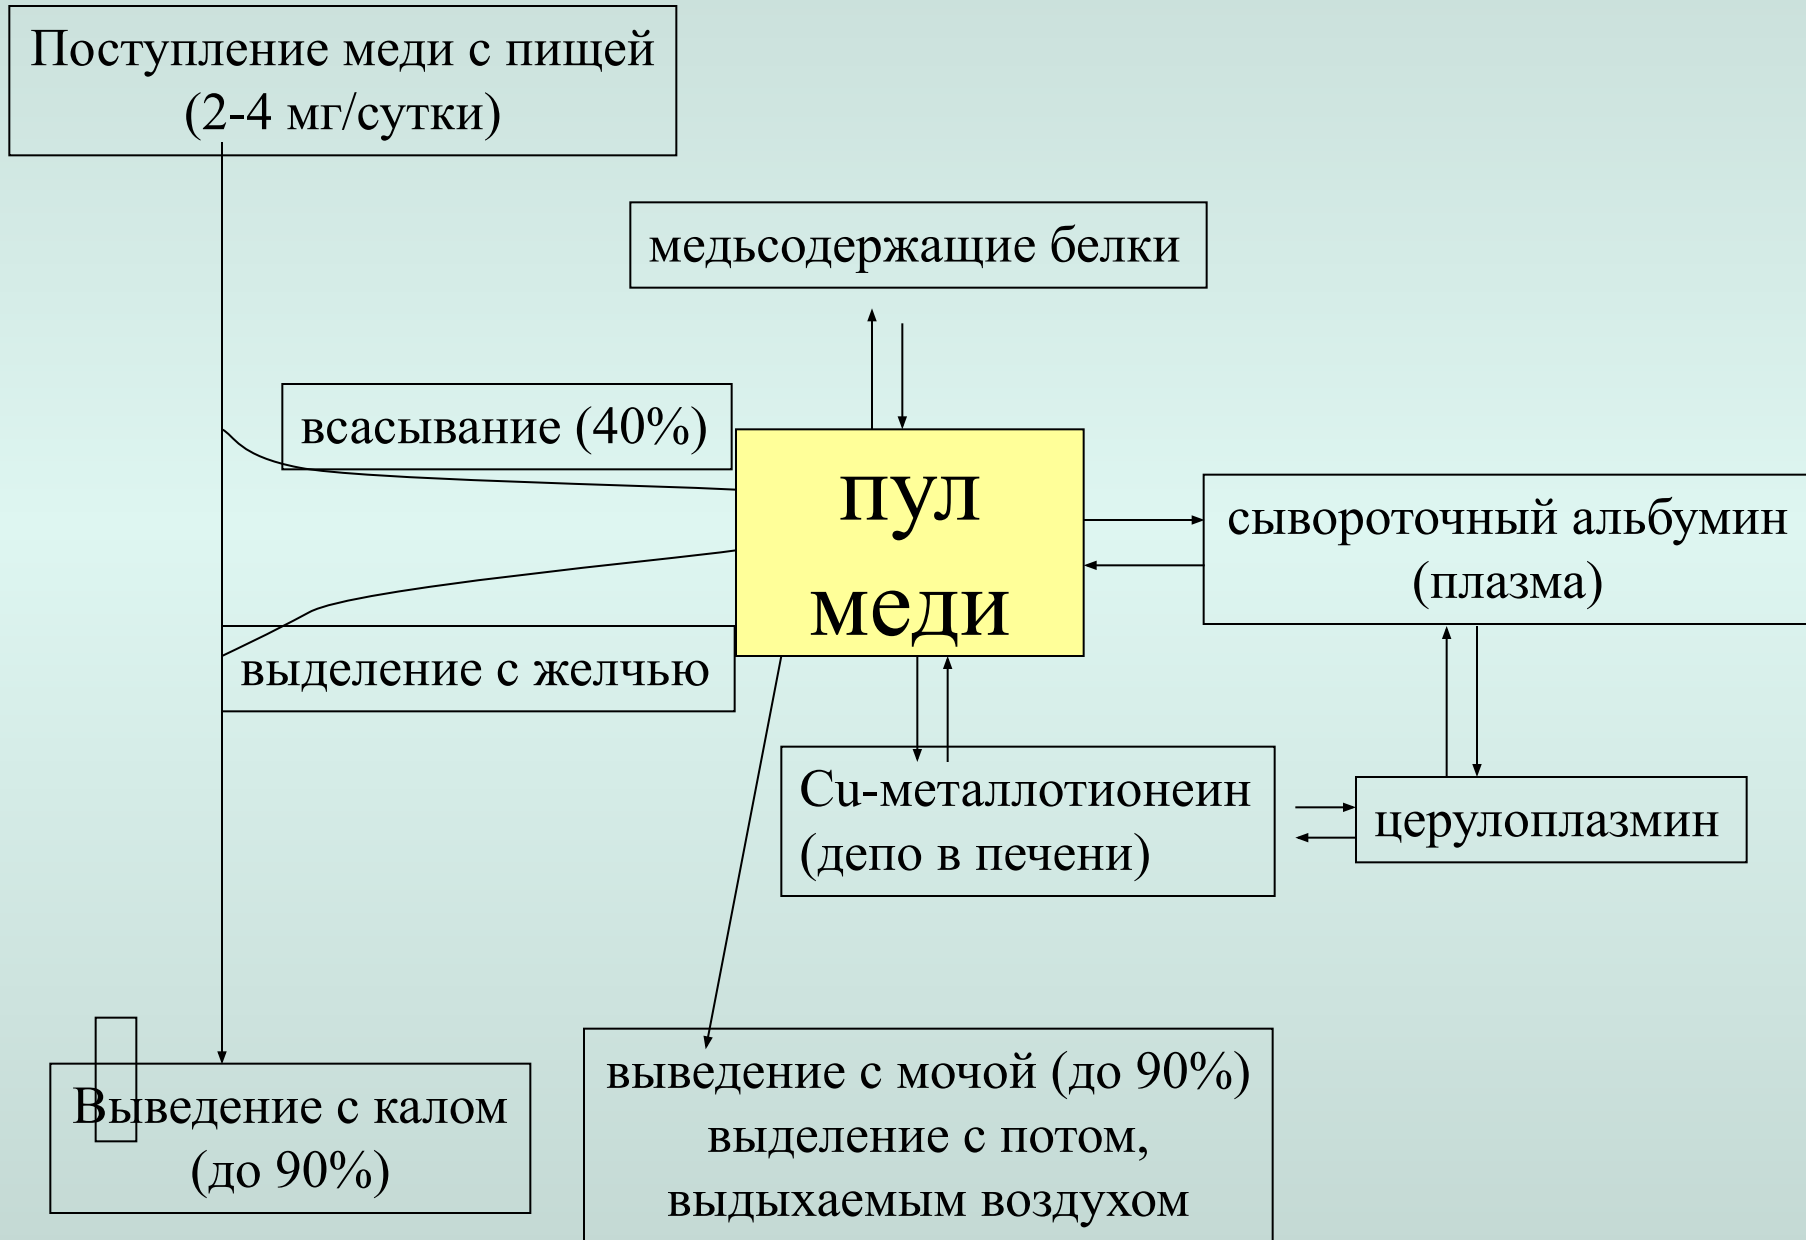 Поступление меди с пищей
(2-4 мг/сутки)
медьсодержащие белки
всасывание (40%)
пул
меди
сывороточный альбумин
(плазма)
выделение с желчью
Cu-металлотионеин
(депо в печени)
церулоплазмин
Выведение с калом
(до 90%)
выведение с мочой (до 90%)
выделение с потом,
выдыхаемым воздухом